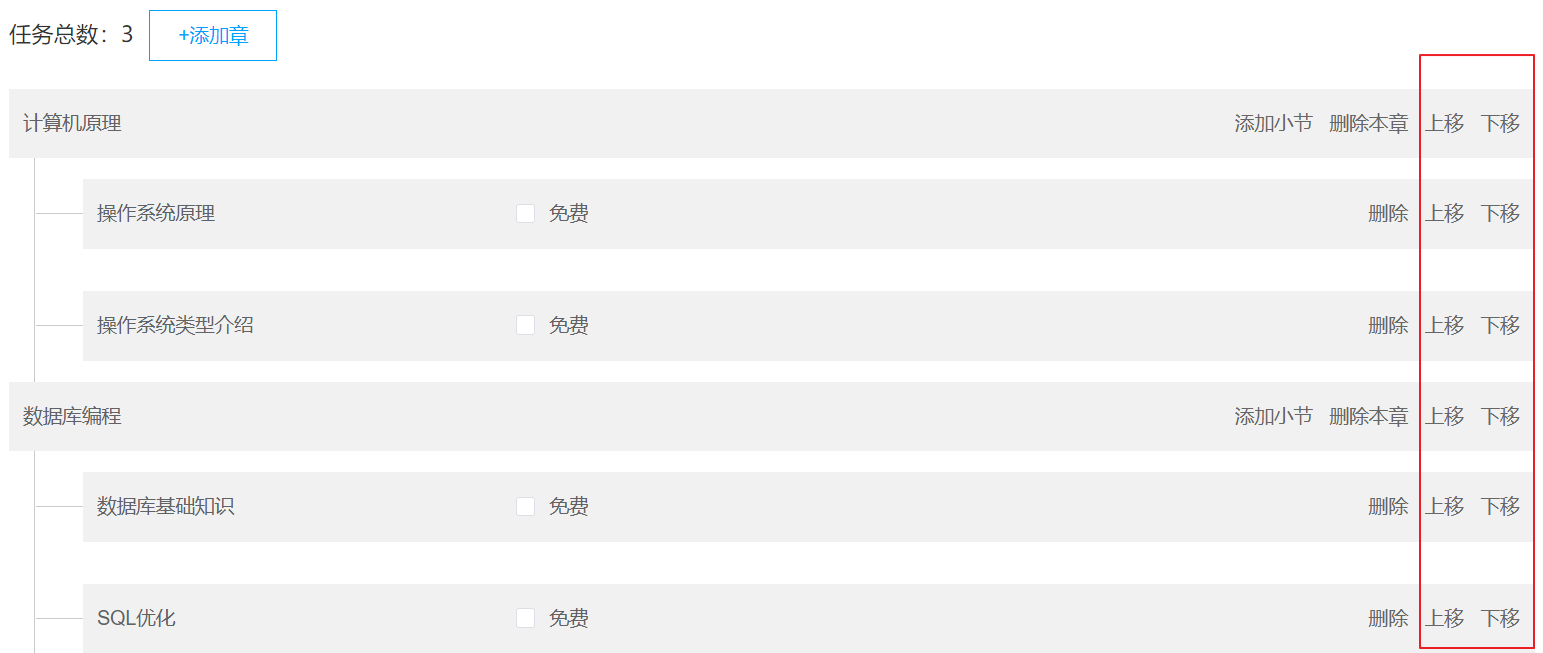 任务总数：3 +添加章
计算机原理 添加小节 删除本章 上移 下移
操作系统原理 免费 删除 上移 下移
操作系统类型介绍 免费 删除 上移 下移
数据库编程 添加小节 删除本章 上移 下移
数据库基础知识 免费 删除 上移 下移
SQL优化 免费 删除 上移 下移